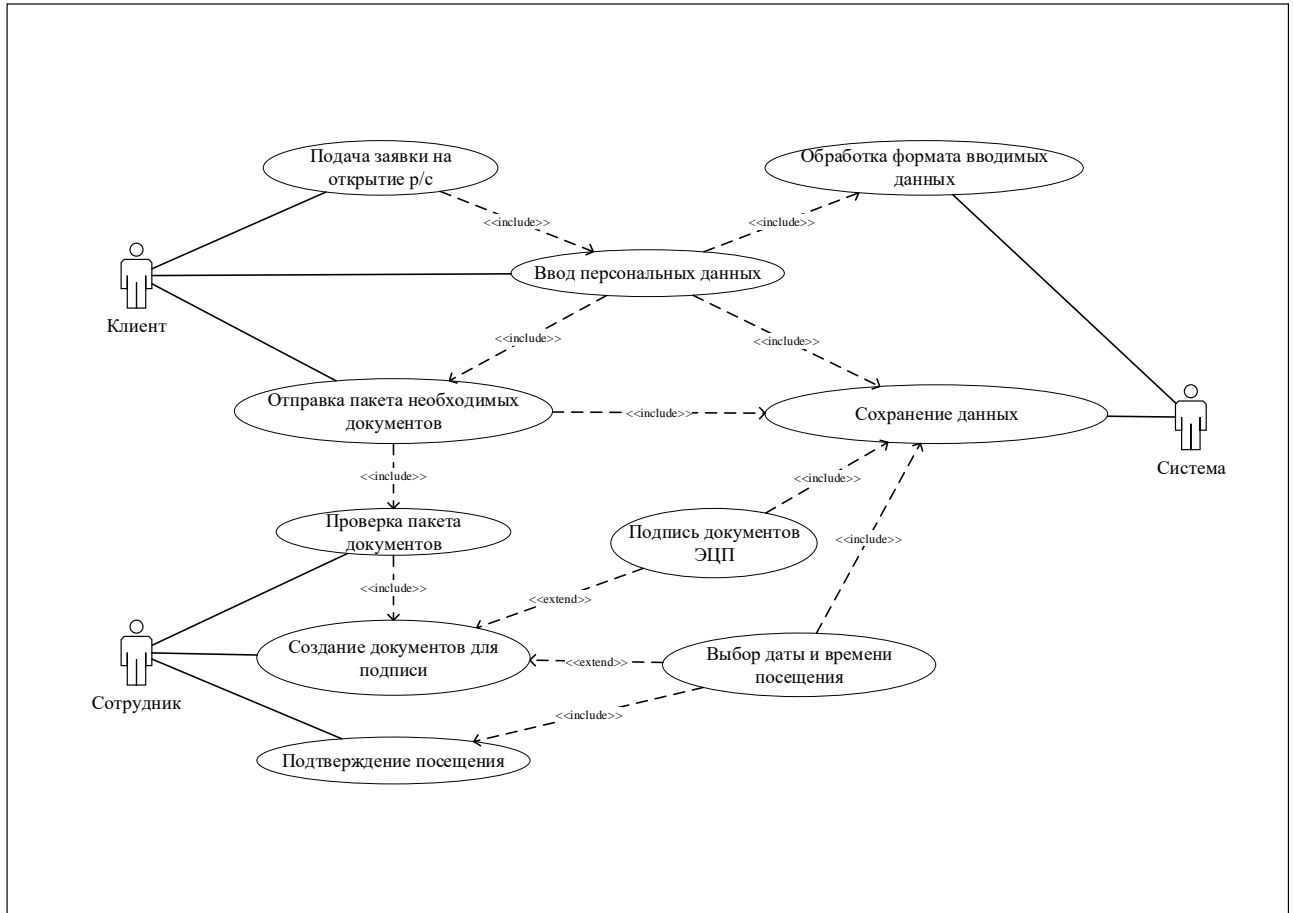 Подача заявки на
открытие р/с
Обработка формата вводимых
данных
<<include>>
<<include>>
Ввод персональных данных
Клиент
<<include>>
<<include>>
Отправка пакета необходимых
документов
<<include>>
Сохранение данных
Система
<<include>>
<<include>>
Проверка пакета
документов
Подпись документов
ЭЦП
<<include>>
<<include>>
<<extend>>
Создание документов для
подписи
<<extend>>
Выбор даты и времени
посещения
Сотрудник
<<include>>
Подтверждение посещения